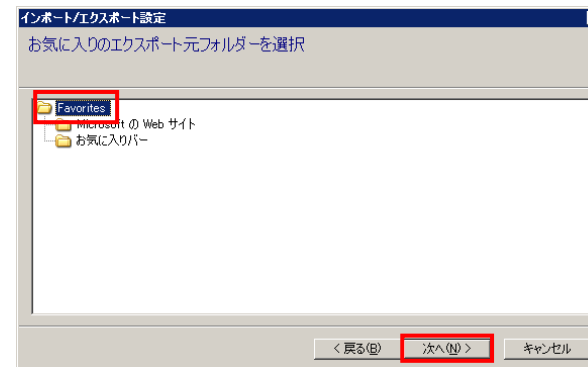 インポート/エクスポート設定
お気に入りのエクスポート元フォルダーを選択
Favorites
Microsoft の Web サイト
お気に入りバー
< 戻る(B) 次へ(N) > キャンセル